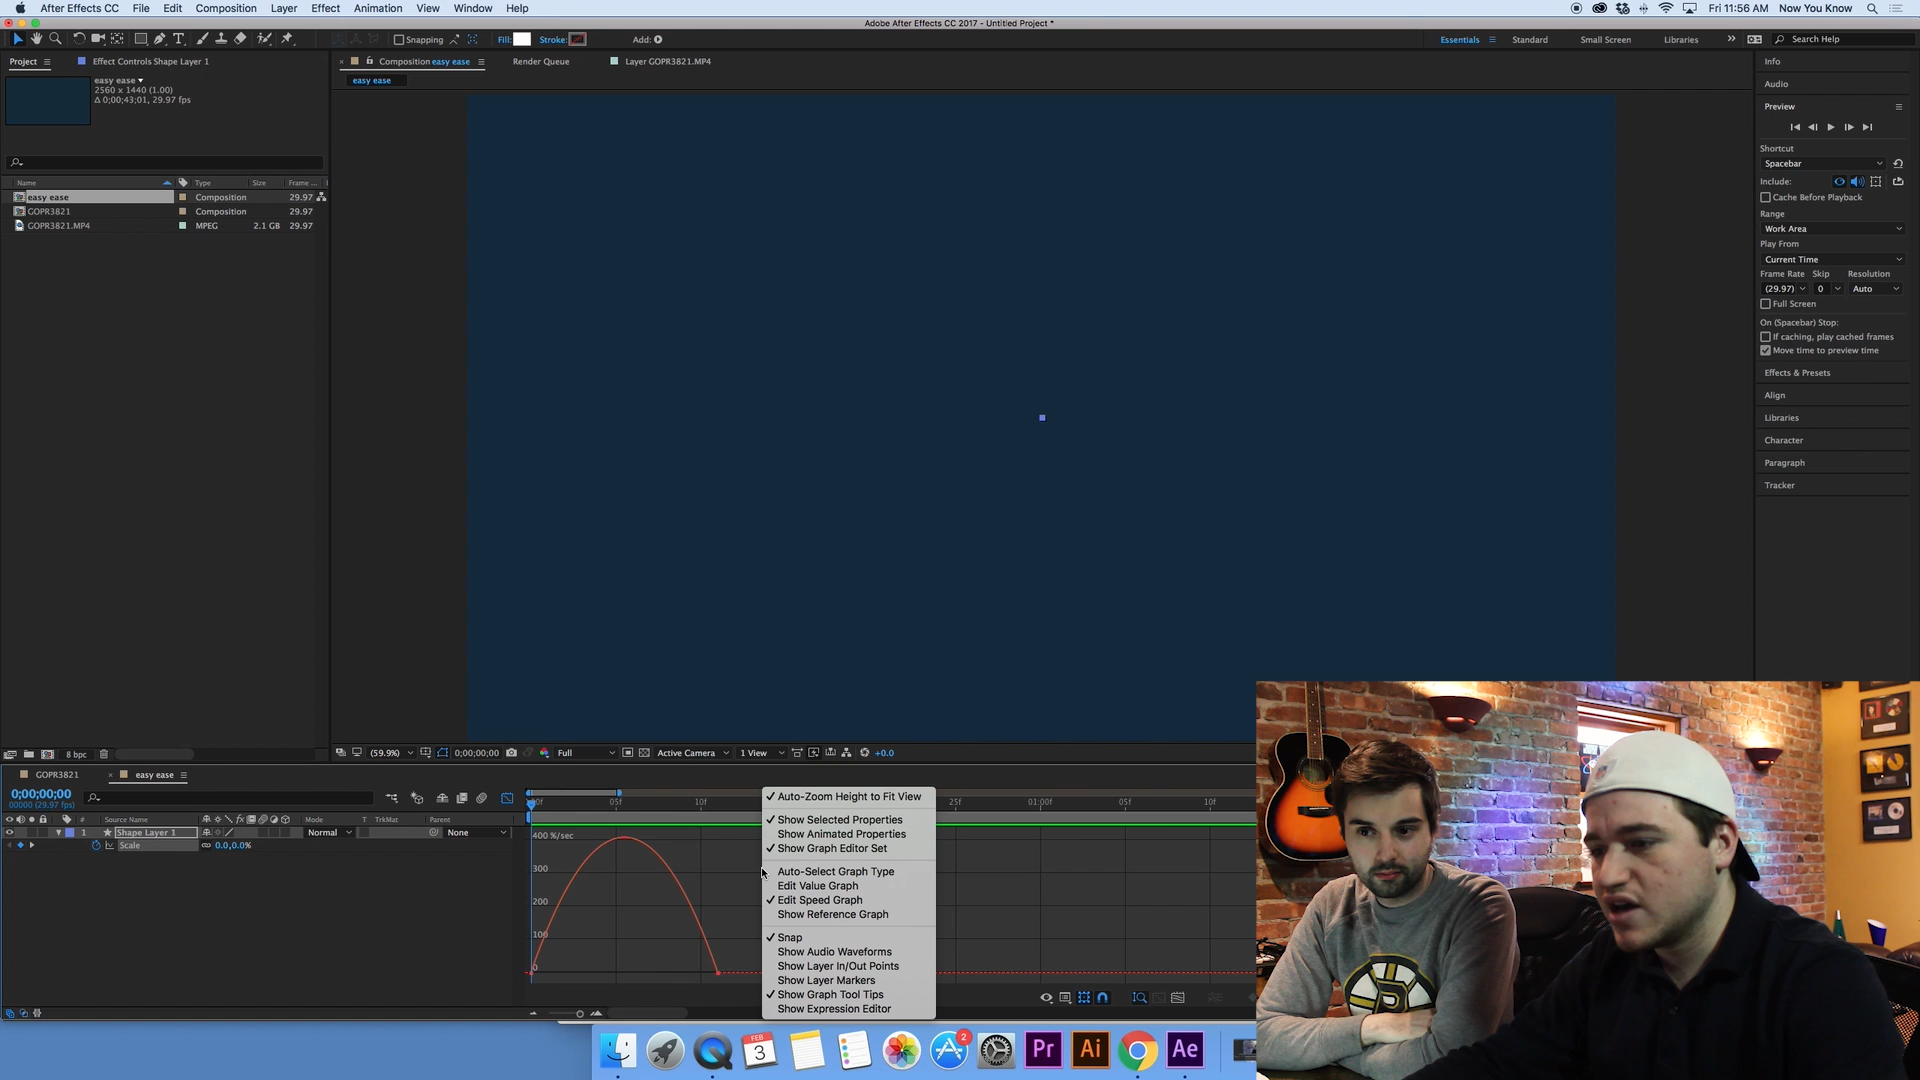 After Effects CC File Edit Composition Layer Effect Animation View Window Help Fri 11:56 AM Now You Know
Adobe After Effects CC 2017 - Untitled Project *
Snapping Fill: Stroke: Add: Essentials Standard Small Screen Libraries Search Help
Project Effect Controls Shape Layer 1
easy ease
2560 x 1440 (1.00)
Δ 0;00;43;01, 29.97 fps
Name Type Size Frame ...
easy ease Composition 29.97
GOPR3821 Composition 29.97
GOPR3821.MP4 MPEG 2.1 GB 29.97
8 bpc
Composition easy ease Render Queue Layer GOPR3821.MP4
easy ease
(59.9%) 0;00;00;00 Full Active Camera 1 View +0.0
Info
Audio
Preview
Shortcut
Spacebar
Include:
Cache Before Playback
Range
Work Area
Play From
Current Time
Frame Rate Skip Resolution
(29.97) 0 Auto
Full Screen
On (Spacebar) Stop:
If caching, play cached frames
Move time to preview time
Effects & Presets
Align
Libraries
Character
Paragraph
Tracker
GOPR3821 easy ease
0;00;00;00
00000 (29.97 fps)
# Source Name Mode T TrkMat Parent
1 Shape Layer 1 Normal None
Scale 0.0,0.0%
05f 10f 25f 01:00f 05f 10f
400 %/sec
300
200
100
0
Auto-Zoom Height to Fit View
Show Selected Properties
Show Animated Properties
Show Graph Editor Set
Auto-Select Graph Type
Edit Value Graph
Edit Speed Graph
Show Reference Graph
Snap
Show Audio Waveforms
Show Layer In/Out Points
Show Layer Markers
Show Graph Tool Tips
Show Expression Editor
FEB
3
2
Pr Ai Ae
B